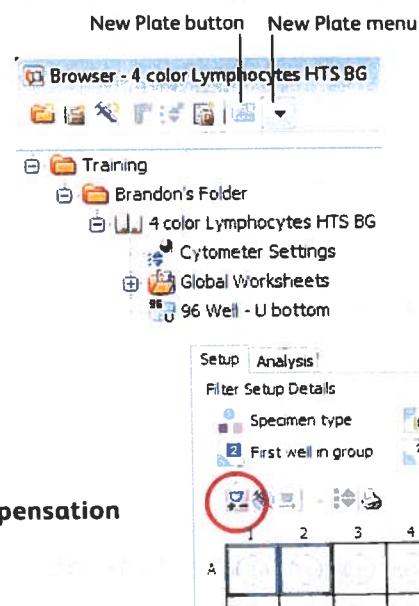 New Plate button New Plate menu
Browser - 4 color Lymphocytes HTS BG
Training
Brandon's Folder
4 color Lymphocytes HTS BG
Cytometer Settings
Global Worksheets
96 Well - U bottom
Setup Analysis
Filter Setup Details
Specimen type
2 First well in group
pensation
1 2 3 4
A